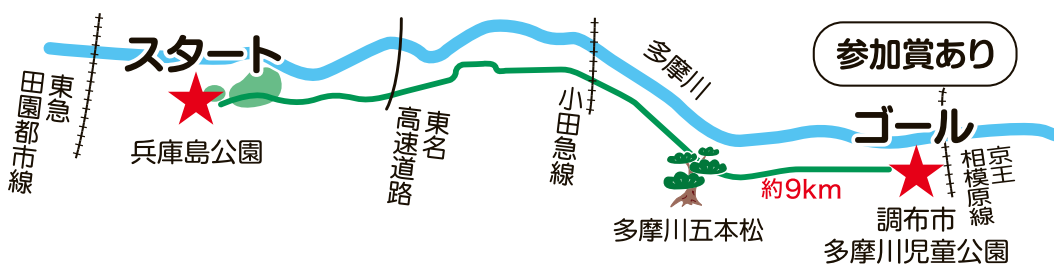 スタート
東急
田園都市線
兵庫島公園
東名
高速道路
小田急線
多摩川
多摩川五本松
約9km
参加賞あり
ゴール
京王
相模原線
調布市
多摩川児童公園